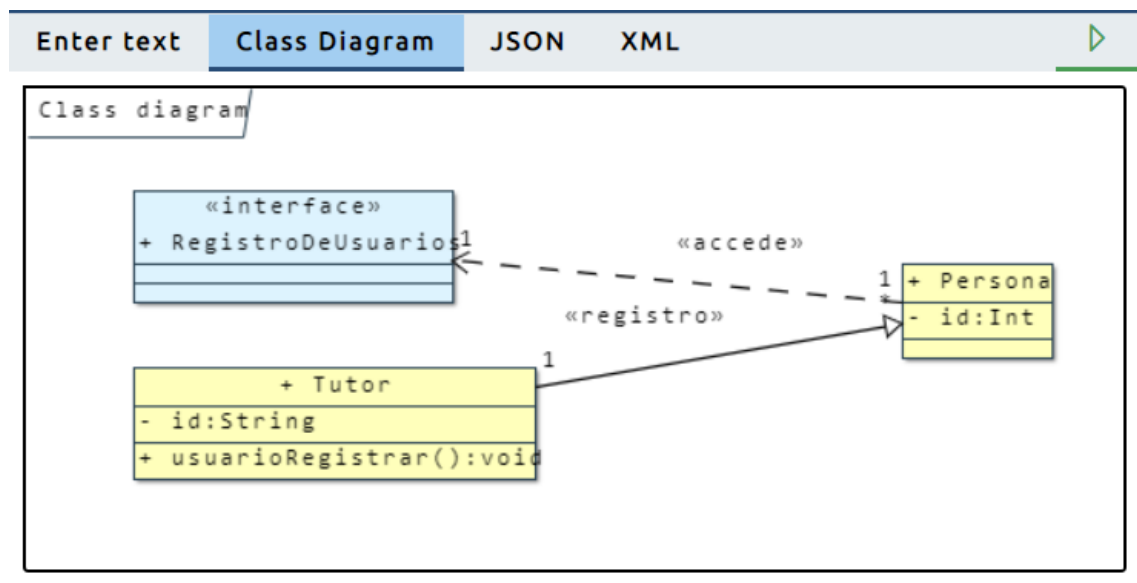 Enter text Class Diagram JSON XML
Class diagram
«interface»
+ RegistroDeUsuarios
1
«accede»
1
*
+ Persona
- id:Int
«registro»
1
+ Tutor
- id:String
+ usuarioRegistrar():void